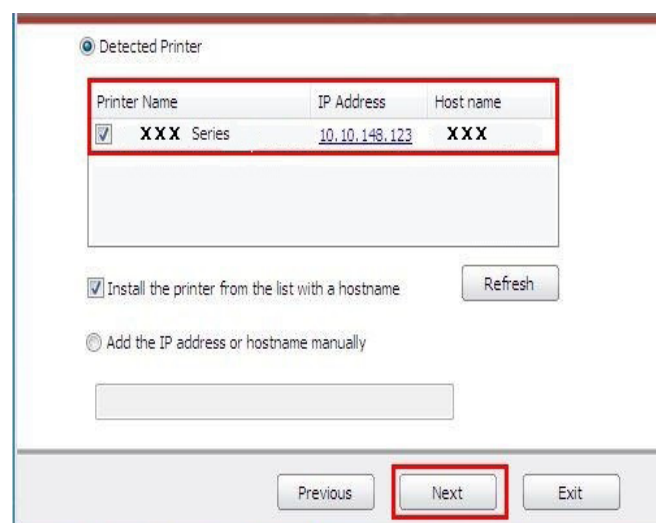 Detected Printer
Printer Name IP Address Host name
XXX Series 10.10.148.123 XXX
Install the printer from the list with a hostname Refresh
Add the IP address or hostname manually
Previous Next Exit